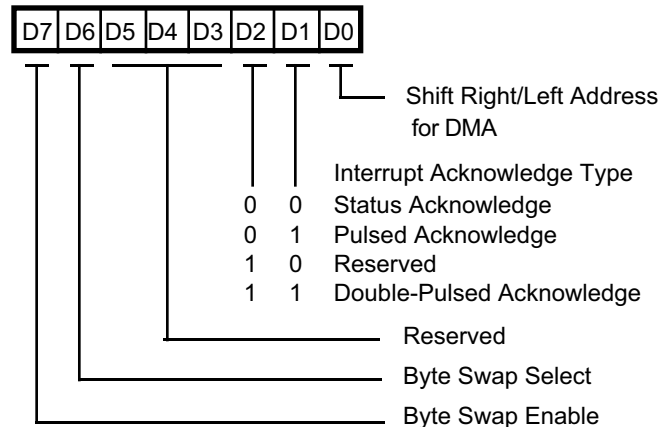 D7 D6 D5 D4 D3 D2 D1 D0
Shift Right/Left Address
for DMA
Interrupt Acknowledge Type
0 0 Status Acknowledge
0 1 Pulsed Acknowledge
1 0 Reserved
1 1 Double-Pulsed Acknowledge
Reserved
Byte Swap Select
Byte Swap Enable